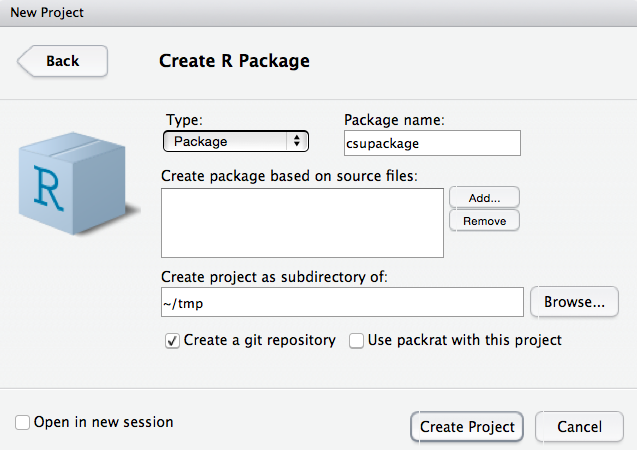 New Project
Back
Create R Package
Type:
Package name:
Package
csupackage
R
Create package based on source files:
Add...
Remove
Create project as subdirectory of:
~/tmp
Browse...
Create a git repository
Use packrat with this project
Open in new session
Create Project
Cancel